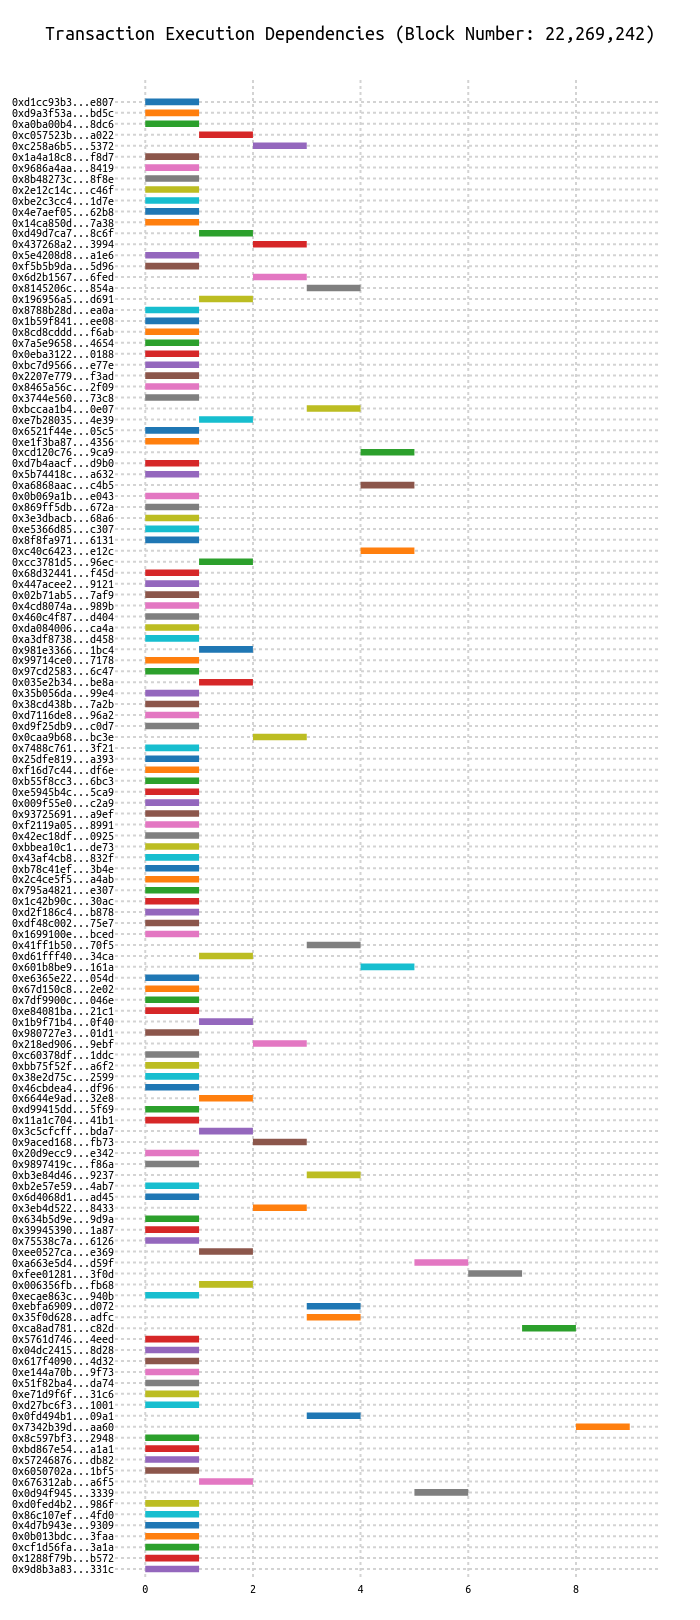 Transaction Execution Dependencies (Block Number: 22,269,242)
0xd1cc93b3...e807
0xd9a3f53a...bd5c
0xa0ba00b4...8dc6
0xc057523b...a022
0xc258a6b5...5372
0x1a4a18c8...f8d7
0x9686a4aa...8419
0x8b48273c...8f8e
0x2e12c14c...c46f
0xbe2c3cc4...1d7e
0x4e7aef05...62b8
0x14ca850d...7a38
0xd49d7ca7...8c6f
0x437268a2...3994
0x5e4208d8...a1e6
0xf5b5b9da...5d96
0x6d2b1567...6fed
0x8145206c...854a
0x196956a5...d691
0x8788b28d...ea0a
0x1b59f841...ee08
0x8cd8cddd...f6ab
0x7a5e9658...4654
0x0eba3122...0188
0xbc7d9566...e77e
0x2207e779...f3ad
0x8465a56c...2f09
0x3744e560...73c8
0xbccaa1b4...0e07
0xe7b28035...4e39
0x6521f44e...05c5
0xe1f3ba87...4356
0xcd120c76...9ca9
0xd7b4aacf...d9b0
0x5b74418c...a632
0xa6868aac...c4b5
0x0b069a1b...e043
0x869ff5db...672a
0x3e3dbacb...68a6
0xe5366d85...c307
0x8f8fa971...6131
0xc40c6423...e12c
0xcc3781d5...96ec
0x68d32441...f45d
0x447acee2...9121
0x02b71ab5...7af9
0x4cd8074a...989b
0x460c4f87...d404
0xda084006...ca4a
0xa3df8738...d458
0x981e3366...1bc4
0x99714ce0...7178
0x97cd2583...6c47
0x035e2b34...be8a
0x35b056da...99e4
0x38cd438b...7a2b
0xd7116de8...96a2
0xd9f25db9...c0d7
0x0caa9b68...bc3e
0x7488c761...3f21
0x25dfe819...a393
0xf16d7c44...df6e
0xb55f8cc3...6bc3
0xe5945b4c...5ca9
0x009f55e0...c2a9
0x93725691...a9ef
0xf2119a05...8991
0x42ec18df...0925
0xbbea10c1...de73
0x43af4cb8...832f
0xb78c41ef...3b4e
0x2c4ce5f5...a4ab
0x795a4821...e307
0x1c42b90c...30ac
0xd2f186c4...b878
0xdf48c002...75e7
0x1699100e...bced
0x41ff1b50...70f5
0xd61fff40...34ca
0x601b8be9...161a
0xe6365e22...054d
0x67d150c8...2e02
0x7df9900c...046e
0xe84081ba...21c1
0x1b9f71b4...0f40
0x980727e3...01d1
0x218ed906...9ebf
0xc60378df...1ddc
0xbb75f52f...a6f2
0x38e2d75c...2599
0x46cbdea4...df96
0x6644e9ad...32e8
0xd99415dd...5f69
0x11a1c704...41b1
0x3c5cfcff...bda7
0x9aced168...fb73
0x20d9ecc9...e342
0x9897419c...f86a
0xb3e84d46...9237
0xb2e57e59...4ab7
0x6d4068d1...ad45
0x3eb4d522...8433
0x634b5d9e...9d9a
0x39945390...1a87
0x75538c7a...6126
0xee0527ca...e369
0xa663e5d4...d59f
0xfee01281...3f0d
0x006356fb...fb68
0xecae863c...940b
0xebfa6909...d072
0x35f0d628...adfc
0xca8ad781...c82d
0x5761d746...4eed
0x04dc2415...8d28
0x617f4090...4d32
0xe144a70b...9f73
0x51f82ba4...da74
0xe71d9f6f...31c6
0xd27bc6f3...1001
0x0fd494b1...09a1
0x7342b39d...aa60
0x8c597bf3...2948
0xbd867e54...a1a1
0x57246876...db82
0x6050702a...1bf5
0x676312ab...a6f5
0x0d94f945...3339
0xd0fed4b2...986f
0x86c107ef...4fd0
0x4d7b943e...9309
0x0b013bdc...3faa
0xcf1d56fa...3a1a
0x1288f79b...b572
0x9d8b3a83...331c
0 2 4 6 8